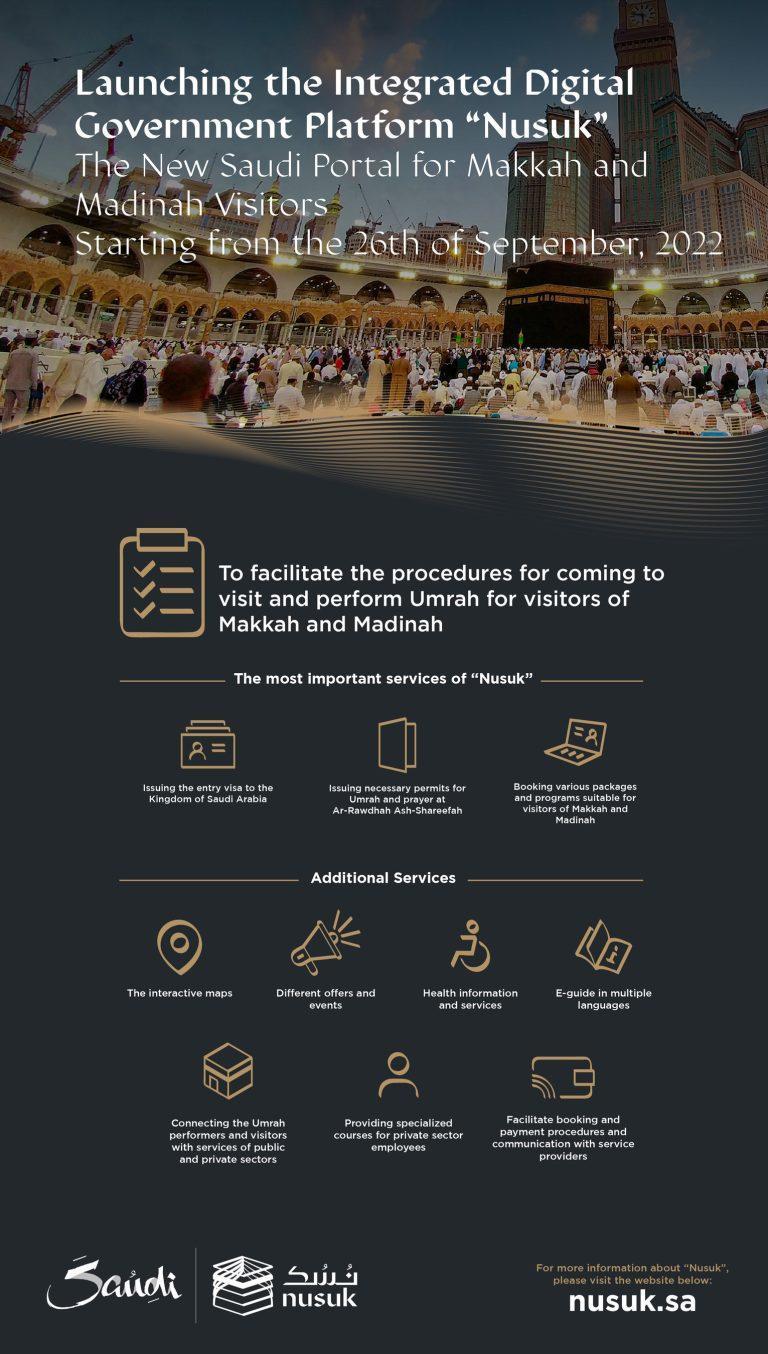 Launching the Integrated Digital
Government Platform “Nusuk”
The New Saudi Portal for Makkah and
Madinah Visitors
Starting from the 26th of September, 2022
To facilitate the procedures for coming to
visit and perform Umrah for visitors of
Makkah and Madinah
The most important services of “Nusuk”
Issuing the entry visa to the
Kingdom of Saudi Arabia
Issuing necessary permits for
Umrah and prayer at
Ar-Rawdhah Ash-Shareefah
Booking various packages
and programs suitable for
visitors of Makkah and
Madinah
Additional Services
The interactive maps
Different offers and
events
Health information
and services
E-guide in multiple
languages
Connecting the Umrah
performers and visitors
with services of public
and private sectors
Providing specialized
courses for private sector
employees
Facilitate booking and
payment procedures and
communication with service
providers
Saudi
نُسُك
nusuk
For more information about “Nusuk”,
please visit the website below:
nusuk.sa